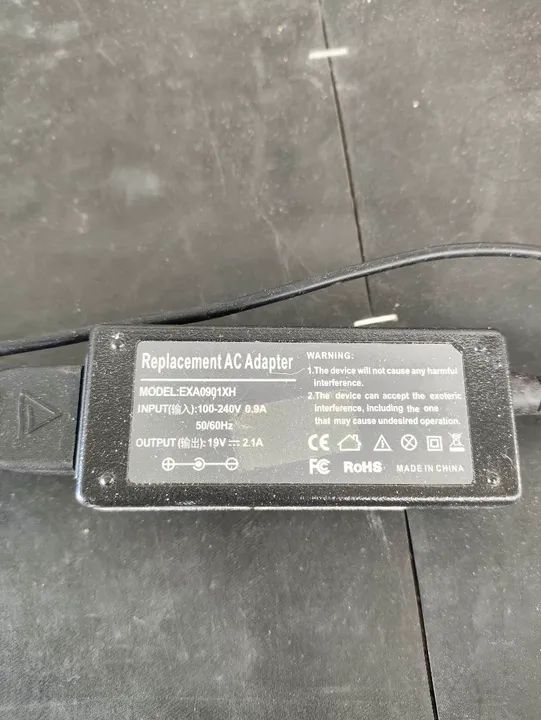 Replacement AC Adapter
MODEL:EXA0901XH
INPUT(输入):100-240V 0.9A
50/60Hz
OUTPUT(输出):19V⎓2.1A
WARNING:
1.The device will not cause any harmful
interference.
2.The device can accept the exoteric
interference, including the one
that may cause undesired operation.
CE
FC RoHS MADE IN CHINA